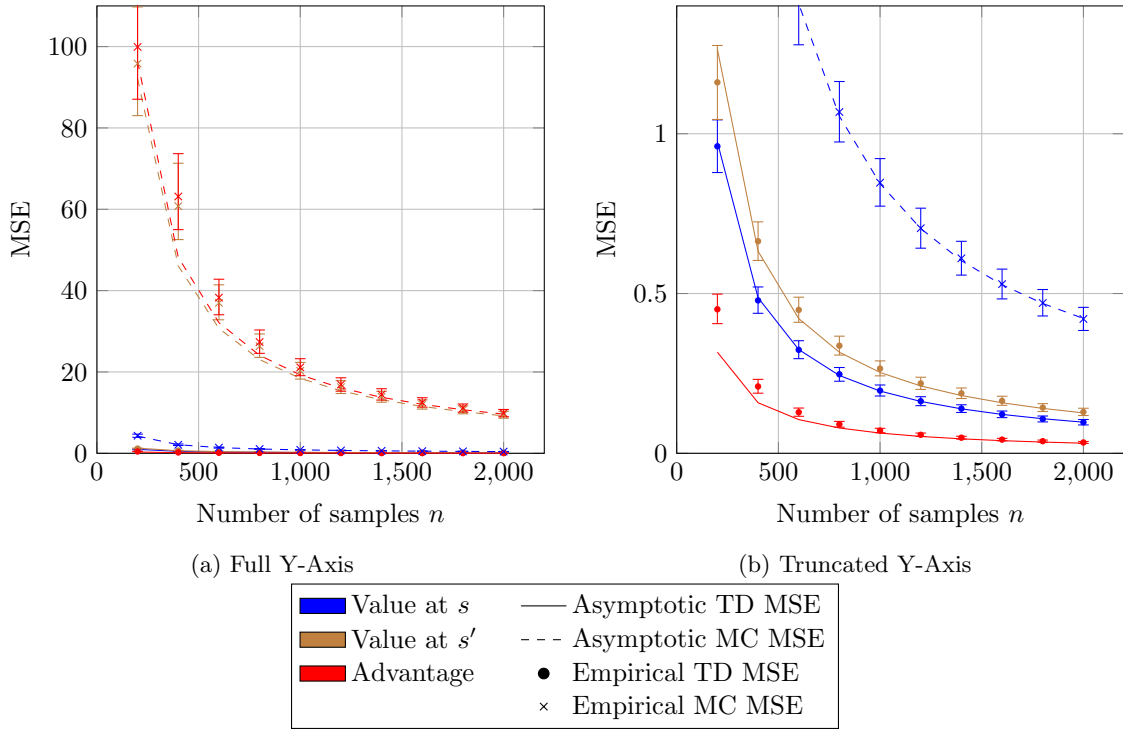 100
80
60
40
20
0
0
500
1,000
1,500
2,000
MSE
Number of samples n
(a) Full Y-Axis
1
0.5
0
0
500
1,000
1,500
2,000
MSE
Number of samples n
(b) Truncated Y-Axis
Value at s
Value at s′
Advantage
Asymptotic TD MSE
Asymptotic MC MSE
Empirical TD MSE
Empirical MC MSE